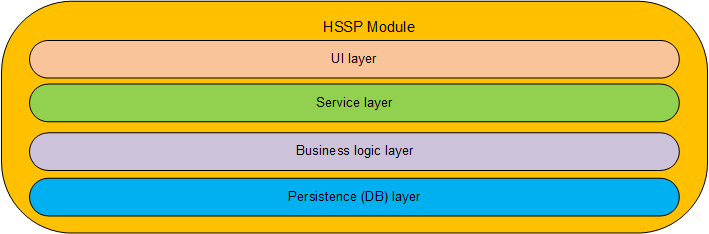 HSSP Module
UI layer
Service layer
Business logic layer
Persistence (DB) layer